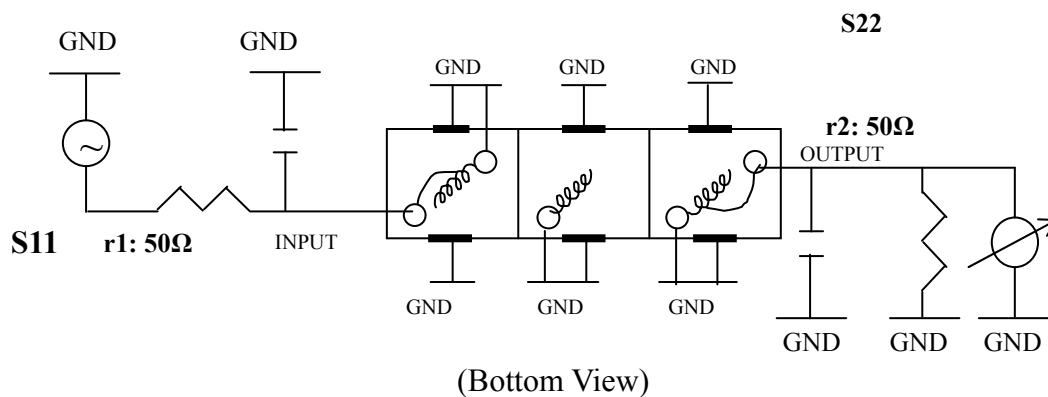 S22
GND
GND
GND
GND
GND
r2: 50Ω
OUTPUT
S11
r1: 50Ω
INPUT
GND
GND
GND
GND
GND
GND
(Bottom View)